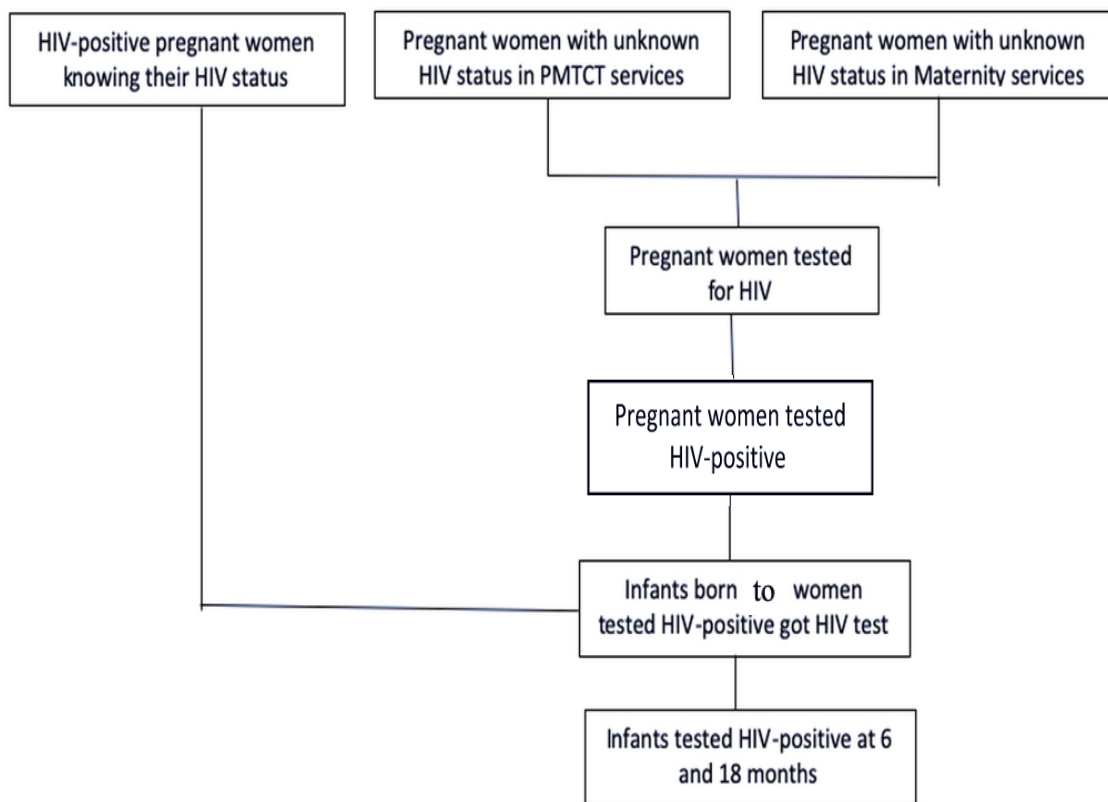 HIV-positive pregnant women
knowing their HIV status
Pregnant women with unknown
HIV status in PMTCT services
Pregnant women with unknown
HIV status in Maternity services
Pregnant women tested
for HIV
Pregnant women tested
HIV-positive
Infants born to women
tested HIV-positive got HIV test
Infants tested HIV-positive at 6
and 18 months